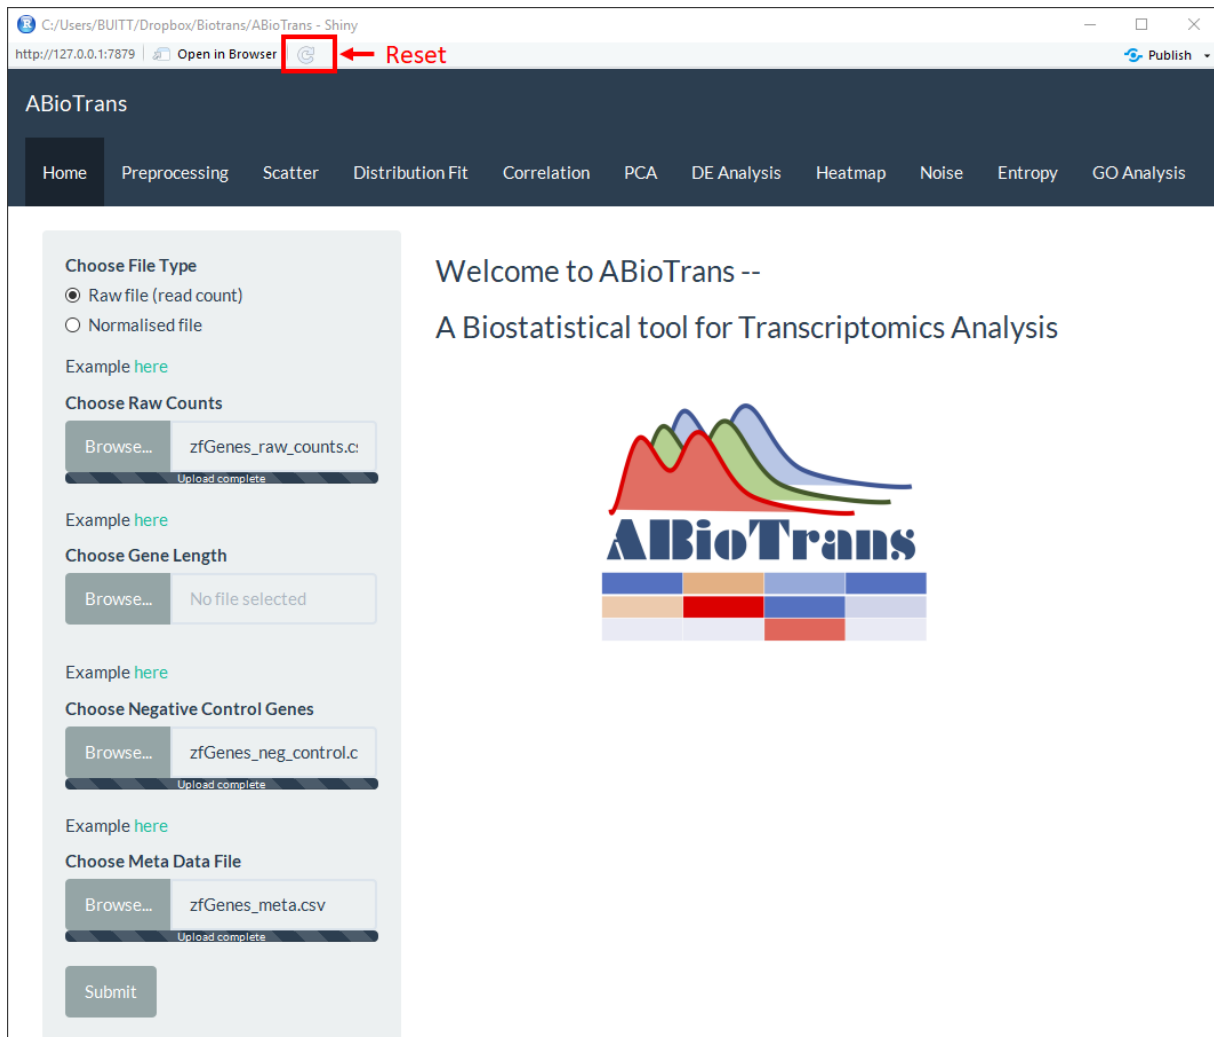 C:/Users/BUITT/Dropbox/Biotrans/ABioTrans - Shiny
http://127.0.0.1:7879 Open in Browser Reset Publish
ABioTrans
Home Preprocessing Scatter Distribution Fit Correlation PCA DE Analysis Heatmap Noise Entropy GO Analysis
Choose File Type
Raw file (read count)
Normalised file
Example here
Choose Raw Counts
Browse... zfGenes_raw_counts.cs
Upload complete
Example here
Choose Gene Length
Browse... No file selected
Example here
Choose Negative Control Genes
Browse... zfGenes_neg_control.c
Upload complete
Example here
Choose Meta Data File
Browse... zfGenes_meta.csv
Upload complete
Submit
Welcome to ABioTrans --
A Biostatistical tool for Transcriptomics Analysis
ABioTrans